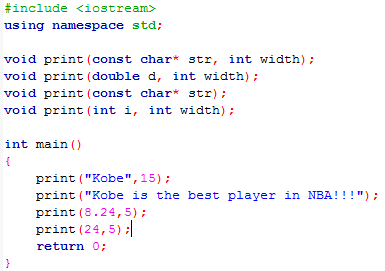 #include <iostream>
using namespace std;
void print(const char* str, int width);
void print(double d, int width);
void print(const char* str);
void print(int i, int width);
int main()
{
print("Kobe",15);
print("Kobe is the best player in NBA!!!");
print(8.24,5);
print(24,5);
return 0;
}